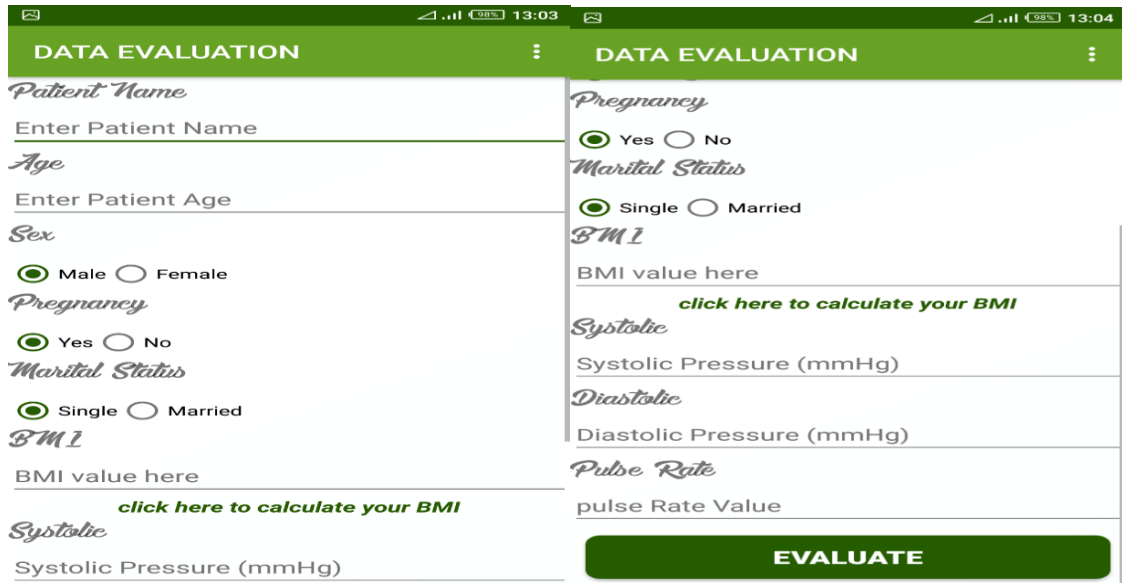 98% 13:03
DATA EVALUATION
Patient Name
Enter Patient Name
Age
Enter Patient Age
Sex
Male Female
Pregnancy
Yes No
Marital Status
Single Married
BMI
BMI value here
click here to calculate your BMI
Systolic
Systolic Pressure (mmHg)
98% 13:04
DATA EVALUATION
Pregnancy
Yes No
Marital Status
Single Married
BMI
BMI value here
click here to calculate your BMI
Systolic
Systolic Pressure (mmHg)
Diastolic
Diastolic Pressure (mmHg)
Pulse Rate
pulse Rate Value
EVALUATE